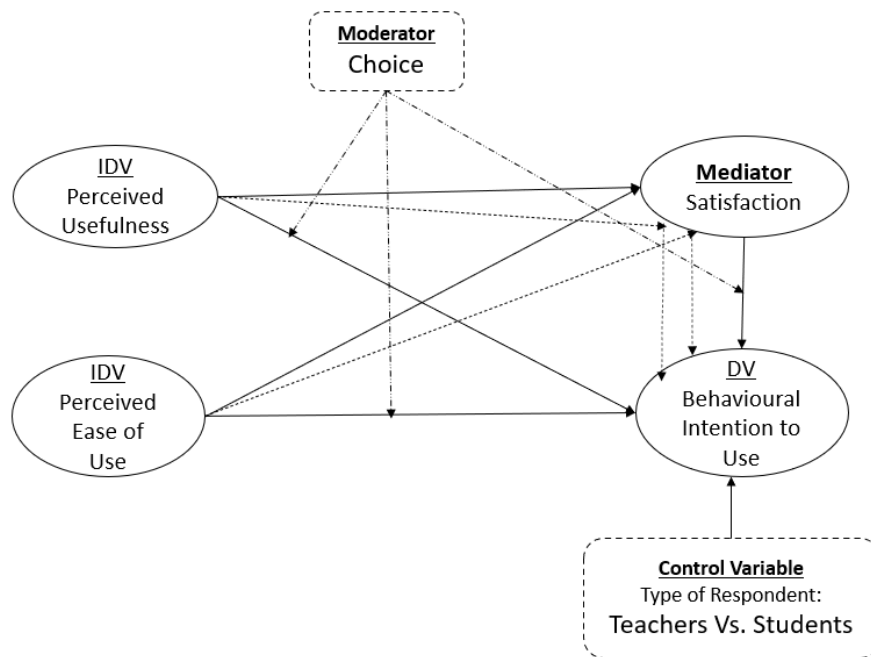 Moderator
Choice
IDV
Perceived
Usefulness
Mediator
Satisfaction
IDV
Perceived
Ease of
Use
DV
Behavioural
Intention to
Use
Control Variable
Type of Respondent:
Teachers Vs. Students